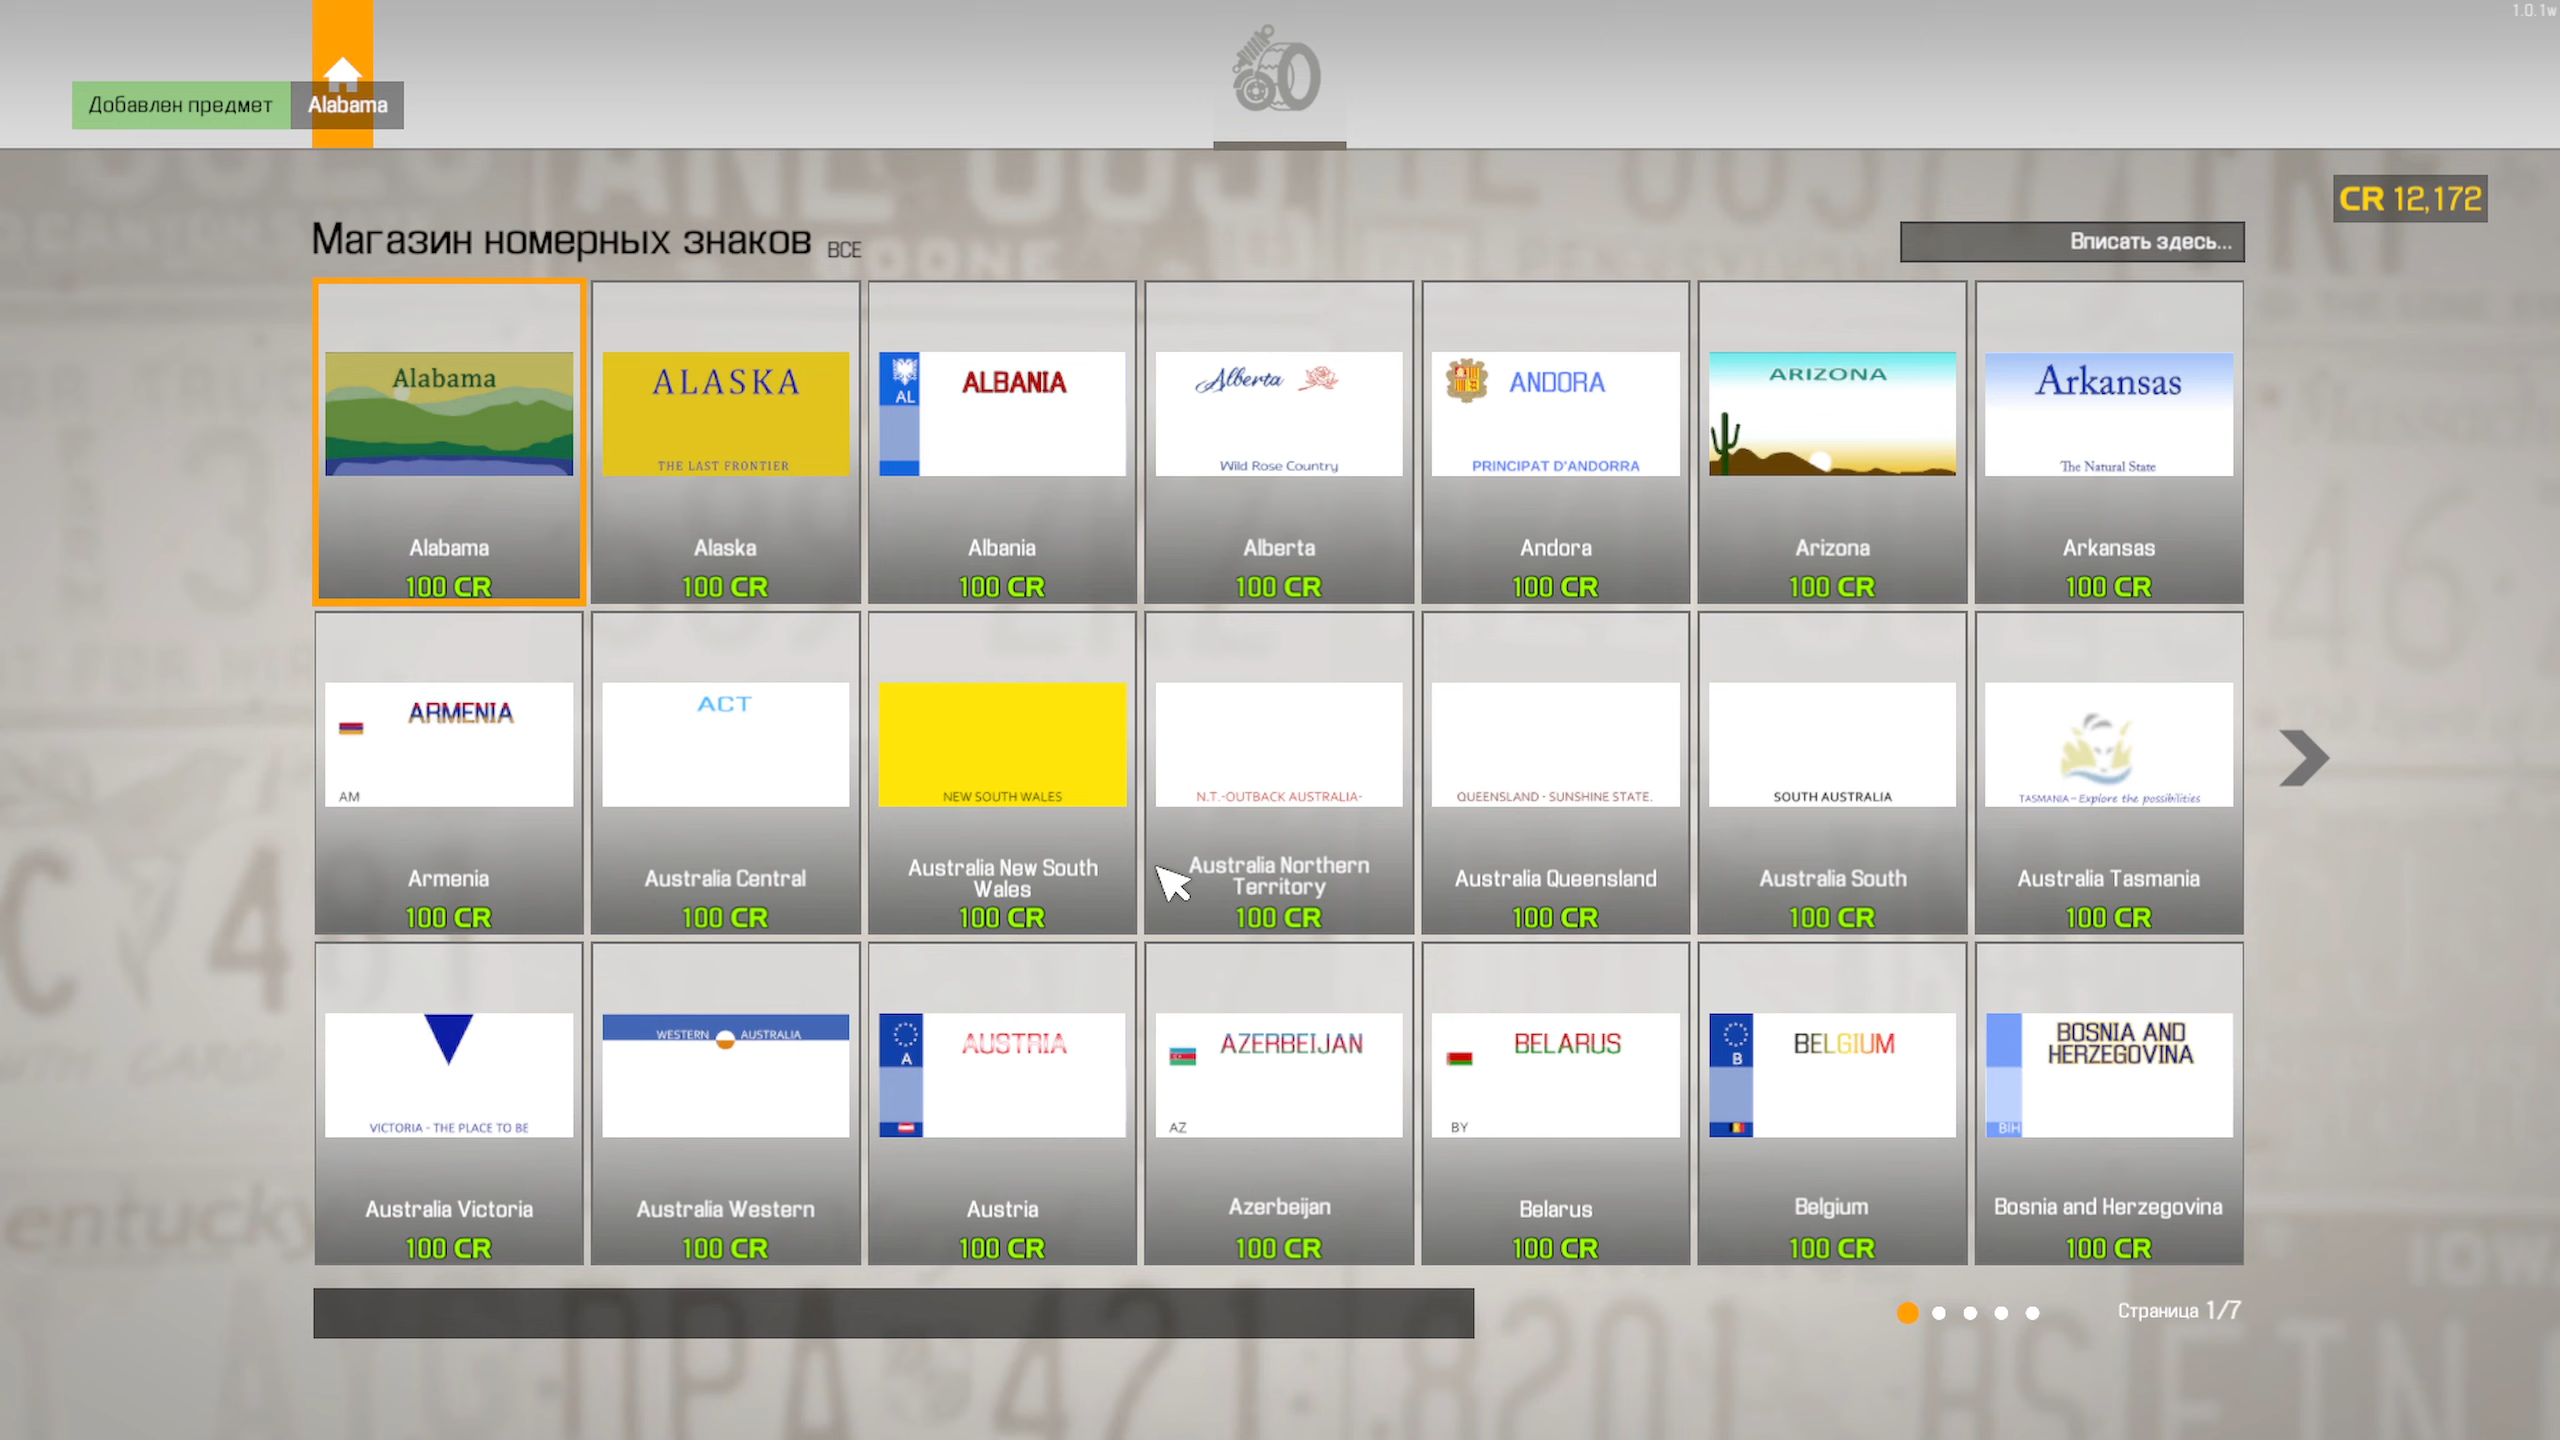 1.0.1w
Добавлен предмет Alabama
CR 12,172
Магазин номерных знаков ВСЕ
Вписать здесь...
Alabama
ALASKA
THE LAST FRONTIER
AL
ALBANIA
Alberta
Wild Rose Country
ANDORA
PRINCIPAT D'ANDORRA
ARIZONA
Arkansas
The Natural State
Alabama
100 CR
Alaska
100 CR
Albania
100 CR
Alberta
100 CR
Andora
100 CR
Arizona
100 CR
Arkansas
100 CR
ARMENIA
AM
ACT
NEW SOUTH WALES
N.T.-OUTBACK AUSTRALIA-
QUEENSLAND - SUNSHINE STATE.
SOUTH AUSTRALIA
TASMANIA-Explore the possibilities
Armenia
100 CR
Australia Central
100 CR
Australia New South
Wales
100 CR
Australia Northern
Territory
100 CR
Australia Queensland
100 CR
Australia South
100 CR
Australia Tasmania
100 CR
VICTORIA - THE PLACE TO BE
WESTERN AUSTRALIA
A
AUSTRIA
AZERBEIJAN
AZ
BELARUS
BY
B
BELGIUM
BOSNIA AND
HERZEGOVINA
BIH
Australia Victoria
100 CR
Australia Western
100 CR
Austria
100 CR
Azerbeijan
100 CR
Belarus
100 CR
Belgium
100 CR
Bosnia and Herzegovina
100 CR
Страница 1/7